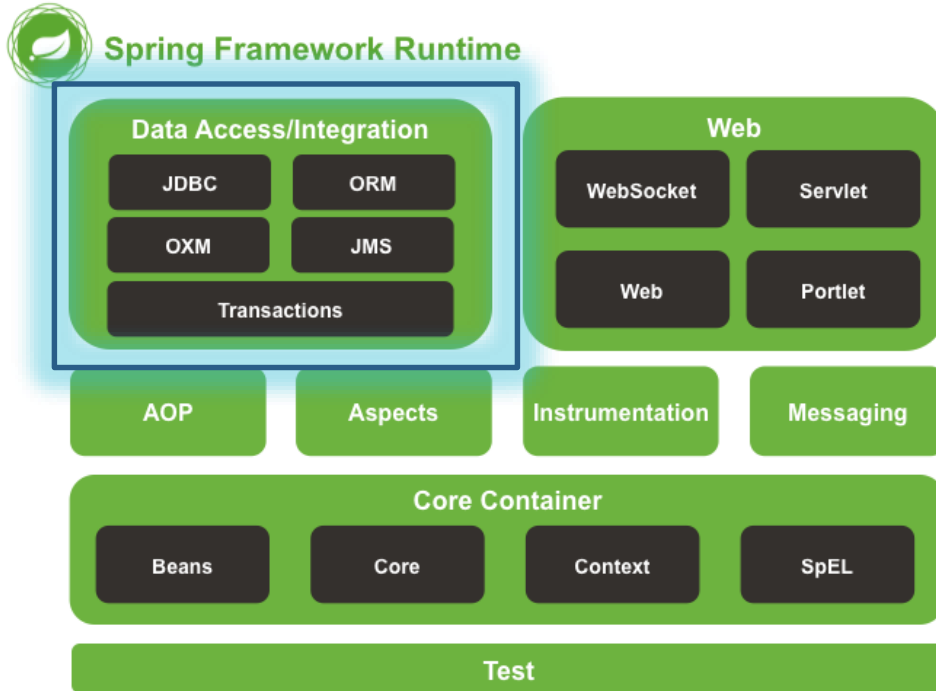 Spring Framework Runtime
Data Access/Integration
JDBC
ORM
OXM
JMS
Transactions
Web
WebSocket
Servlet
Web
Portlet
AOP
Aspects
Instrumentation
Messaging
Core Container
Beans
Core
Context
SpEL
Test